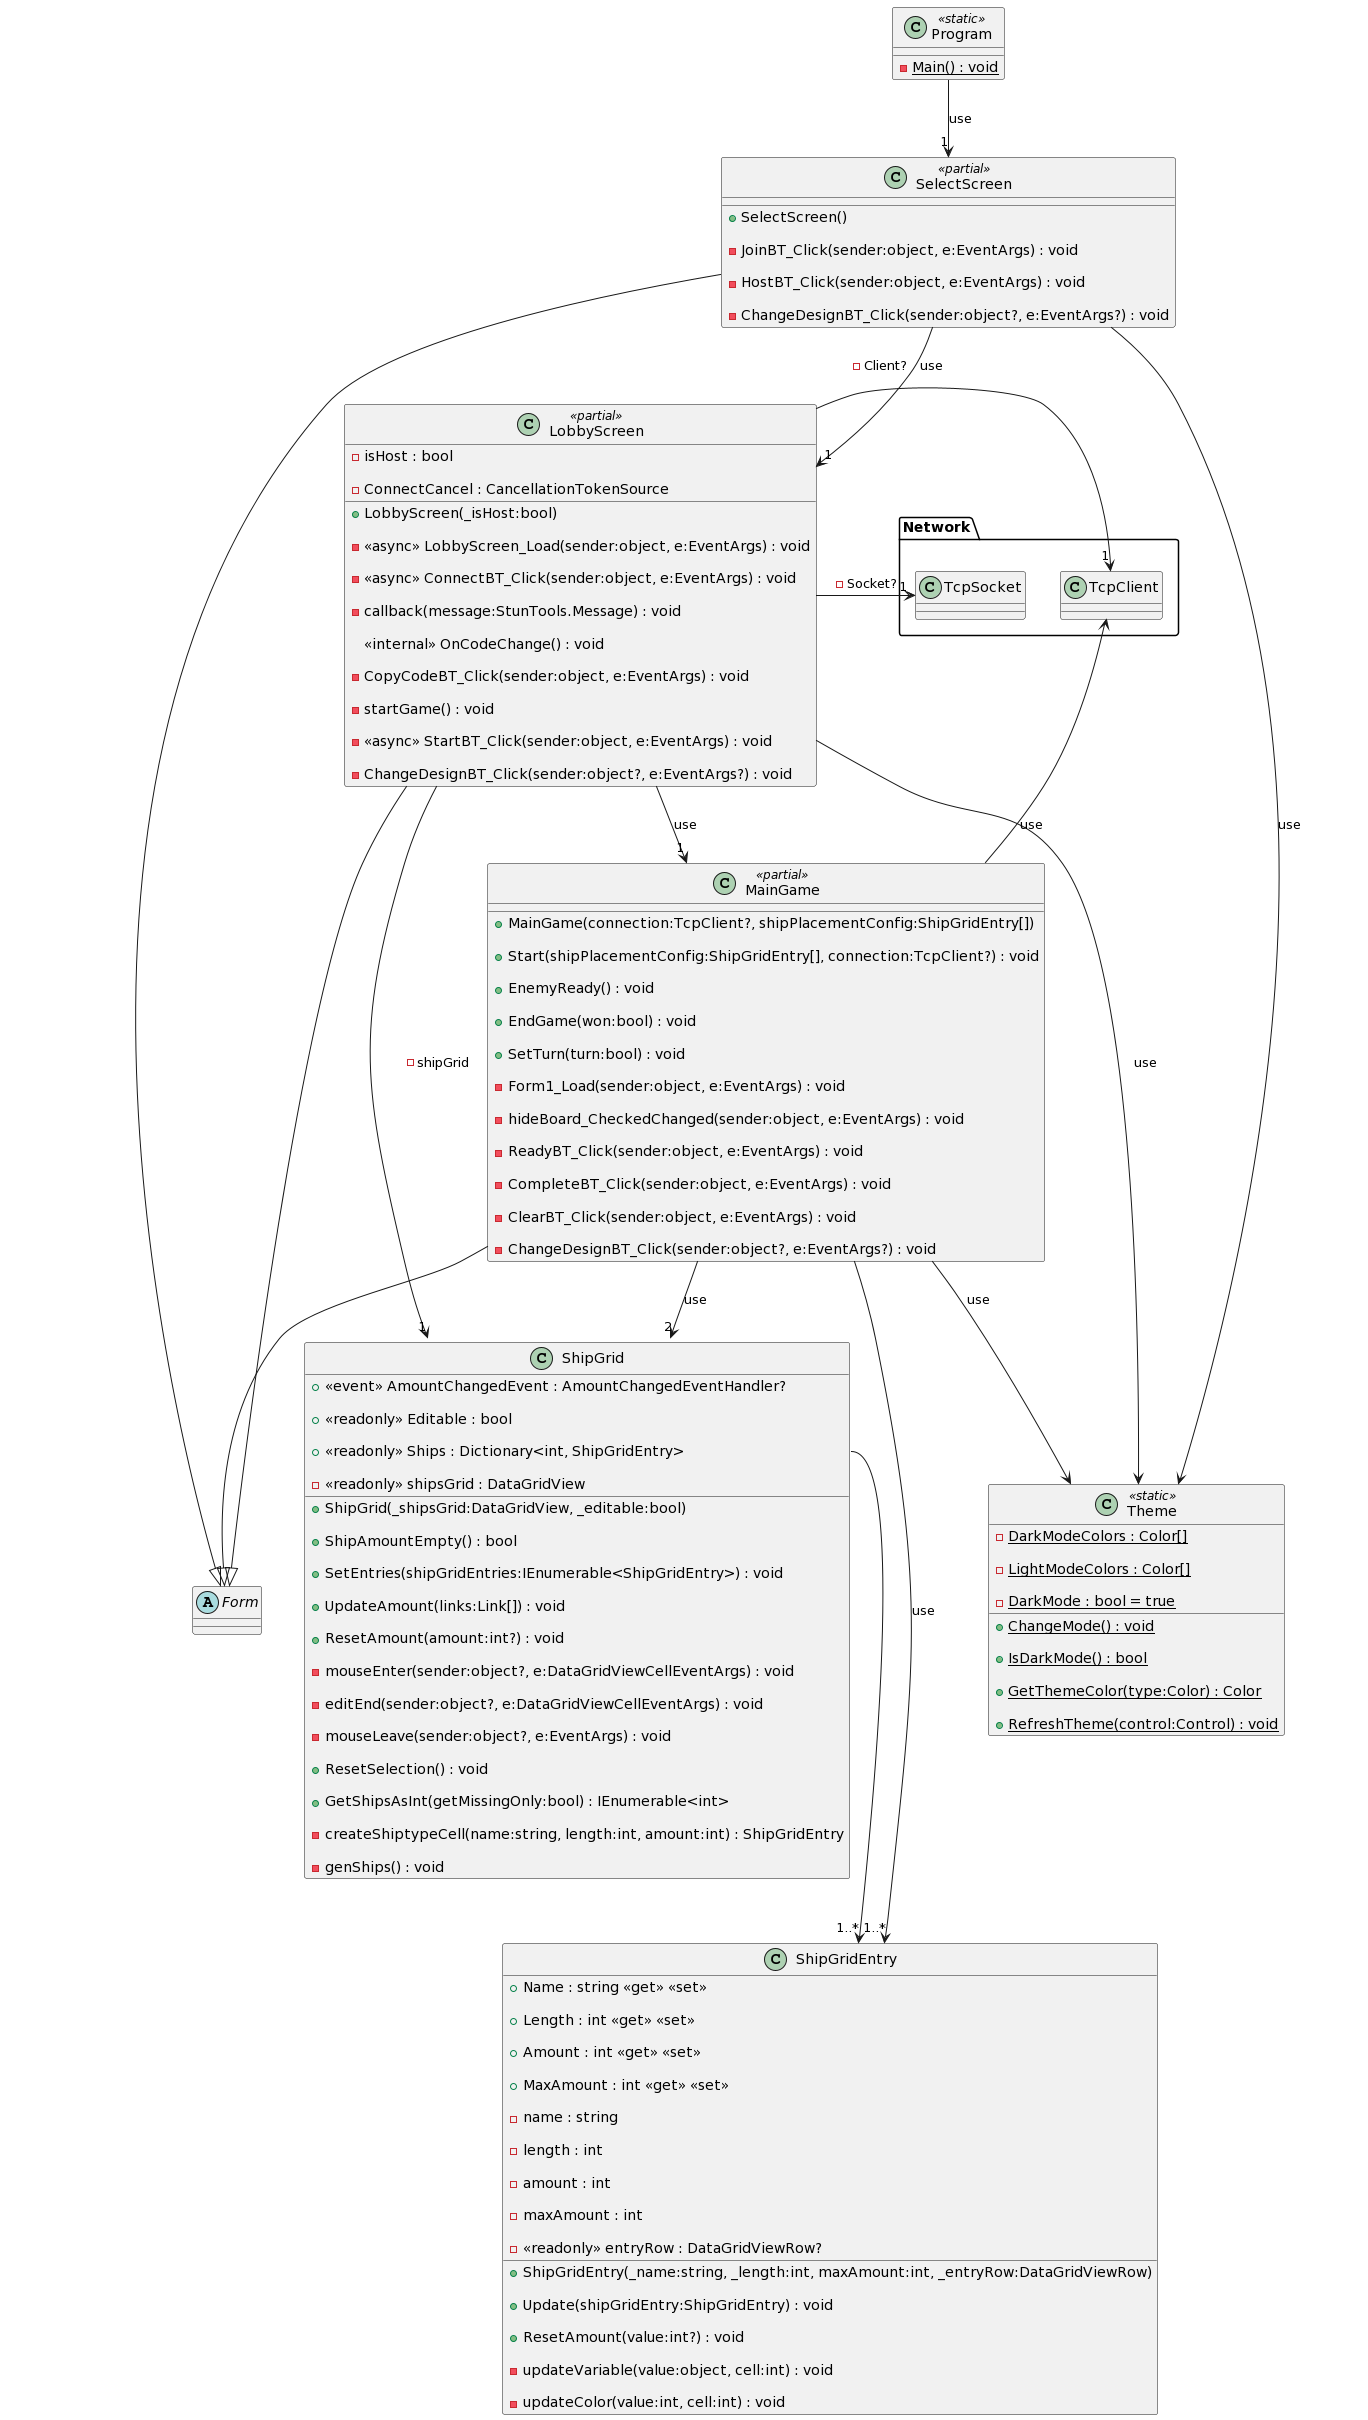 «static»
Program
Main() : void
use
1
«partial»
SelectScreen
SelectScreen()
JoinBT_Click(sender:object, e:EventArgs) : void
HostBT_Click(sender:object, e:EventArgs) : void
ChangeDesignBT_Click(sender:object?, e:EventArgs?) : void
Client?
use
«partial»
LobbyScreen
1
isHost : bool
ConnectCancel : CancellationTokenSource
LobbyScreen(_isHost:bool)
«async» LobbyScreen_Load(sender:object, e:EventArgs) : void
«async» ConnectBT_Click(sender:object, e:EventArgs) : void
callback(message:StunTools.Message) : void
«internal» OnCodeChange() : void
CopyCodeBT_Click(sender:object, e:EventArgs) : void
startGame() : void
«async» StartBT_Click(sender:object, e:EventArgs) : void
ChangeDesignBT_Click(sender:object?, e:EventArgs?) : void
Network
1
Socket?
1
TcpSocket
TcpClient
use
use
use
1
«partial»
MainGame
MainGame(connection:TcpClient?, shipPlacementConfig:ShipGridEntry[])
Start(shipPlacementConfig:ShipGridEntry[], connection:TcpClient?) : void
EnemyReady() : void
EndGame(won:bool) : void
SetTurn(turn:bool) : void
Form1_Load(sender:object, e:EventArgs) : void
hideBoard_CheckedChanged(sender:object, e:EventArgs) : void
ReadyBT_Click(sender:object, e:EventArgs) : void
CompleteBT_Click(sender:object, e:EventArgs) : void
ClearBT_Click(sender:object, e:EventArgs) : void
ChangeDesignBT_Click(sender:object?, e:EventArgs?) : void
shipGrid
use
use
use
1
2
ShipGrid
«event» AmountChangedEvent : AmountChangedEventHandler?
«readonly» Editable : bool
«readonly» Ships : Dictionary<int, ShipGridEntry>
«readonly» shipsGrid : DataGridView
ShipGrid(_shipsGrid:DataGridView, _editable:bool)
ShipAmountEmpty() : bool
SetEntries(shipGridEntries:IEnumerable<ShipGridEntry>) : void
UpdateAmount(links:Link[]) : void
ResetAmount(amount:int?) : void
mouseEnter(sender:object?, e:DataGridViewCellEventArgs) : void
editEnd(sender:object?, e:DataGridViewCellEventArgs) : void
mouseLeave(sender:object?, e:EventArgs) : void
ResetSelection() : void
GetShipsAsInt(getMissingOnly:bool) : IEnumerable<int>
createShiptypeCell(name:string, length:int, amount:int) : ShipGridEntry
genShips() : void
Form
use
«static»
Theme
DarkModeColors : Color[]
LightModeColors : Color[]
DarkMode : bool = true
ChangeMode() : void
IsDarkMode() : bool
GetThemeColor(type:Color) : Color
RefreshTheme(control:Control) : void
1..*
1..*
ShipGridEntry
Name : string «get» «set»
Length : int «get» «set»
Amount : int «get» «set»
MaxAmount : int «get» «set»
name : string
length : int
amount : int
maxAmount : int
«readonly» entryRow : DataGridViewRow?
ShipGridEntry(_name:string, _length:int, maxAmount:int, _entryRow:DataGridViewRow)
Update(shipGridEntry:ShipGridEntry) : void
ResetAmount(value:int?) : void
updateVariable(value:object, cell:int) : void
updateColor(value:int, cell:int) : void